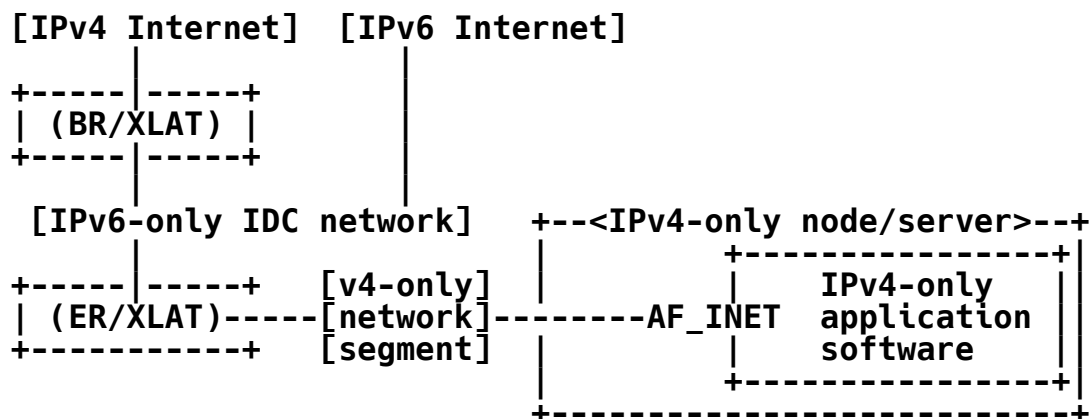 [IPv4 Internet]  [IPv6 Internet]
       |              |
 +-----|-----+        |
 | (BR/XLAT) |        |
 +-----|-----+        |
       |              |
 [IPv6-only IDC network]   +--<IPv4-only node/server>--+
       |                   |         +----------------+|
 +-----|-----+   [v4-only] |         |    IPv4-only   ||
 | (ER/XLAT)-----[network]--------AF_INET  application ||
 +-----------+   [segment] |         |    software    ||
                           |         +----------------+|
                           +---------------------------+